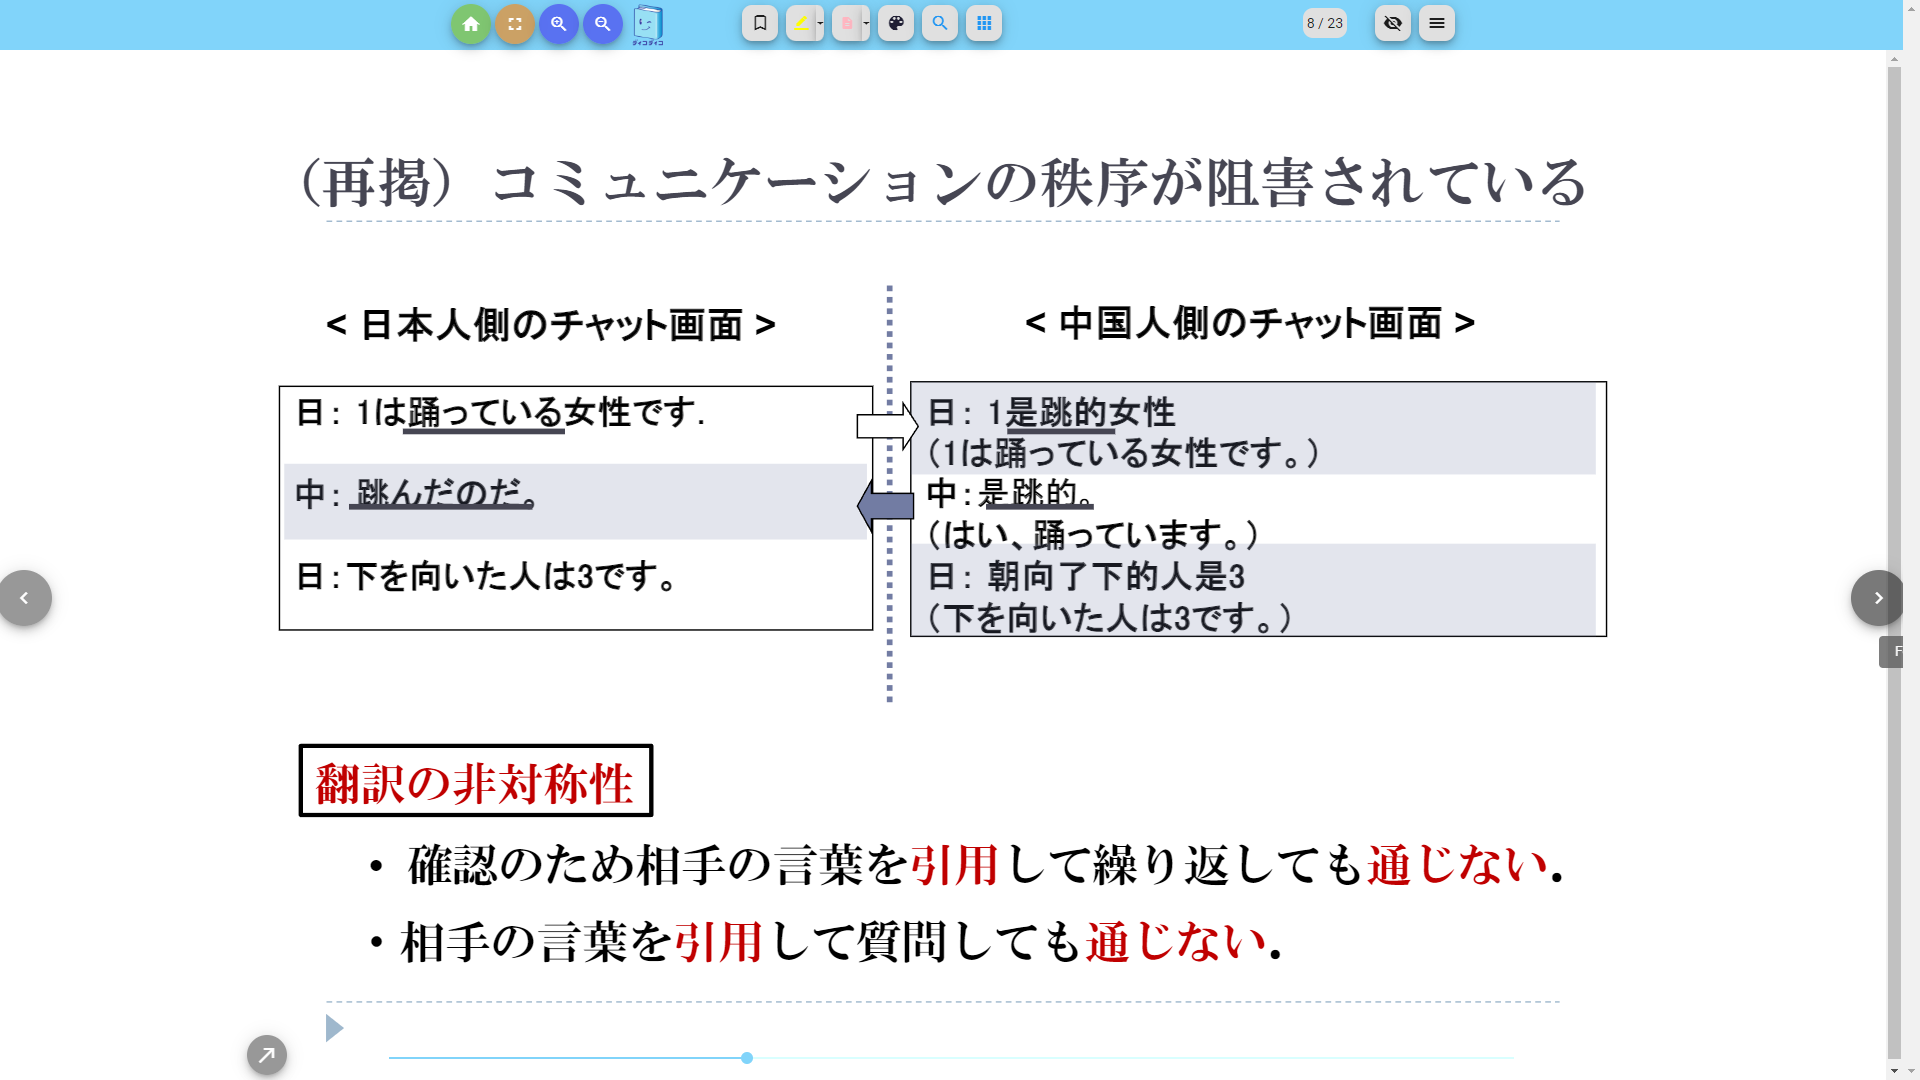 ダイコダイコ
8 / 23
（再掲）コミュニケーションの秩序が阻害されている
< 日本人側のチャット画面 >
日： 1は踊っている女性です.
中： 跳んだのだ。
日：下を向いた人は3です。
< 中国人側のチャット画面 >
日： 1是跳的女性
（1は踊っている女性です。）
中：是跳的。
（はい、踊っています。）
日： 朝向了下的人是3
（下を向いた人は3です。）
翻訳の非対称性
・ 確認のため相手の言葉を引用して繰り返しても通じない.
・ 相手の言葉を引用して質問しても通じない.
F